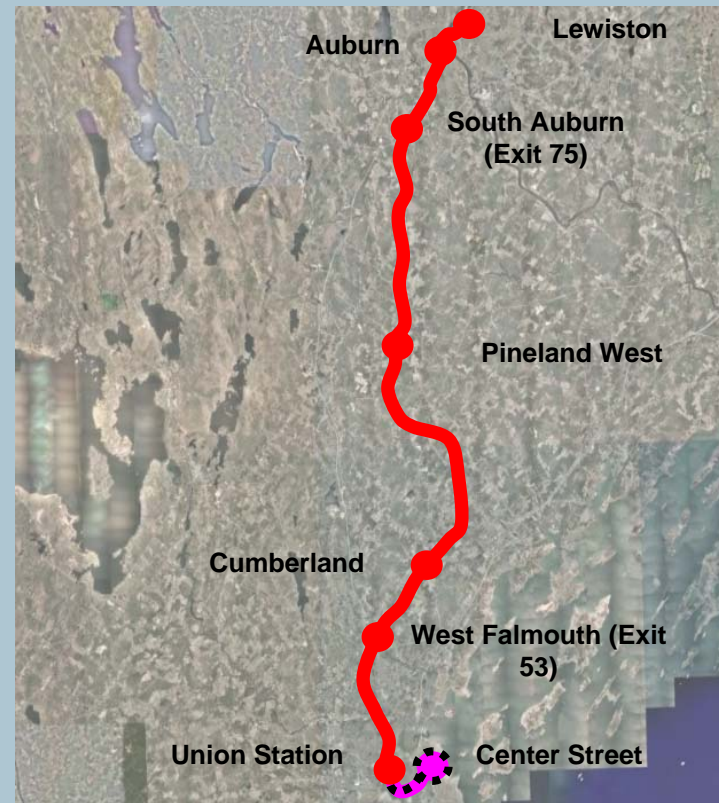 Lewiston
Auburn
South Auburn
(Exit 75)
Pineland West
Cumberland
West Falmouth (Exit
53)
Union Station
Center Street